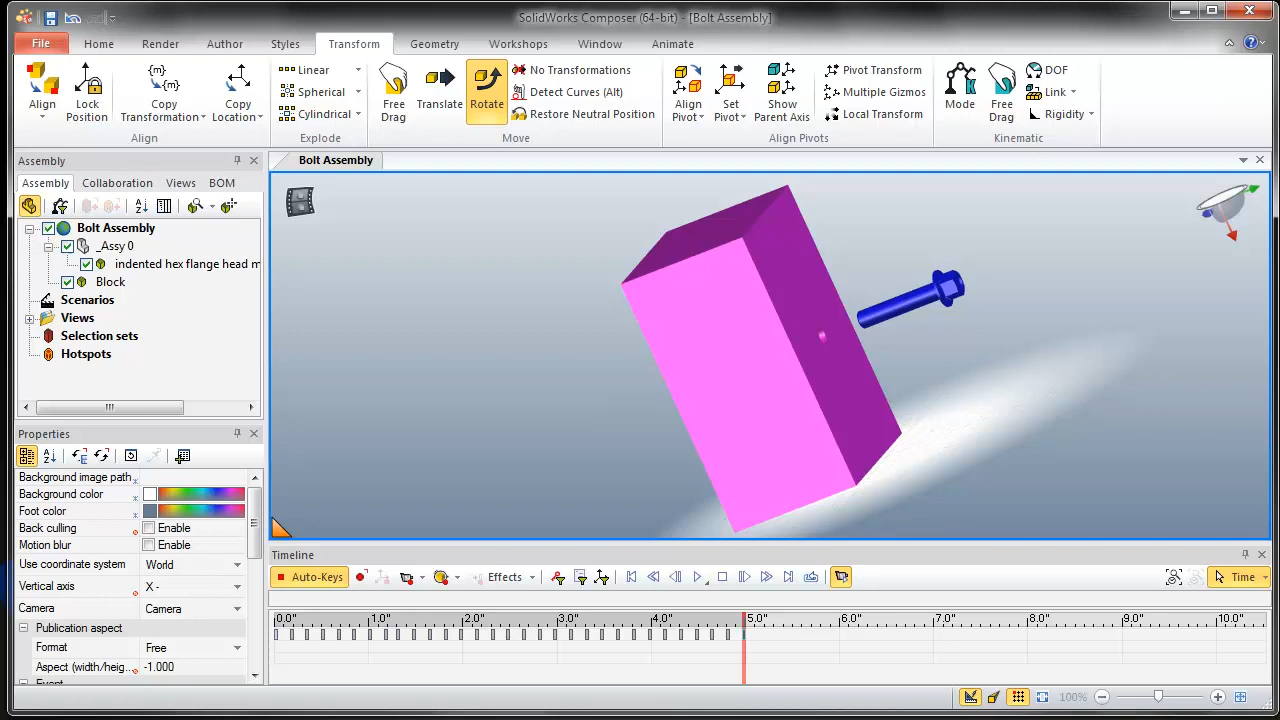 SolidWorks Composer (64-bit) - [Bolt Assembly]
File Home Render Author Styles Transform Geometry Workshops Window Animate
Align
Lock Position
Copy Transformation
Copy Location
Align
Linear
Spherical
Cylindrical
Explode
Free Drag
Translate
Rotate
No Transformations
Detect Curves (Alt)
Restore Neutral Position
Move
Align Pivot
Set Pivot
Show Parent Axis
Pivot Transform
Multiple Gizmos
Local Transform
Align Pivots
Mode
Free Drag
DOF
Link
Rigidity
Kinematic
Assembly
Assembly Collaboration Views BOM
Bolt Assembly
_Assy 0
indented hex flange head m
Block
Scenarios
Views
Selection sets
Hotspots
Properties
Background image path
Background color
Foot color
Back culling Enable
Motion blur Enable
Use coordinate system World
Vertical axis X -
Camera Camera
Publication aspect
Format Free
Aspect (width/heig... -1.000
Bolt Assembly
Timeline
Auto-Keys
Effects
Time
0.0" 1.0" 2.0" 3.0" 4.0" 5.0" 6.0" 7.0" 8.0" 9.0" 10.0"
100%